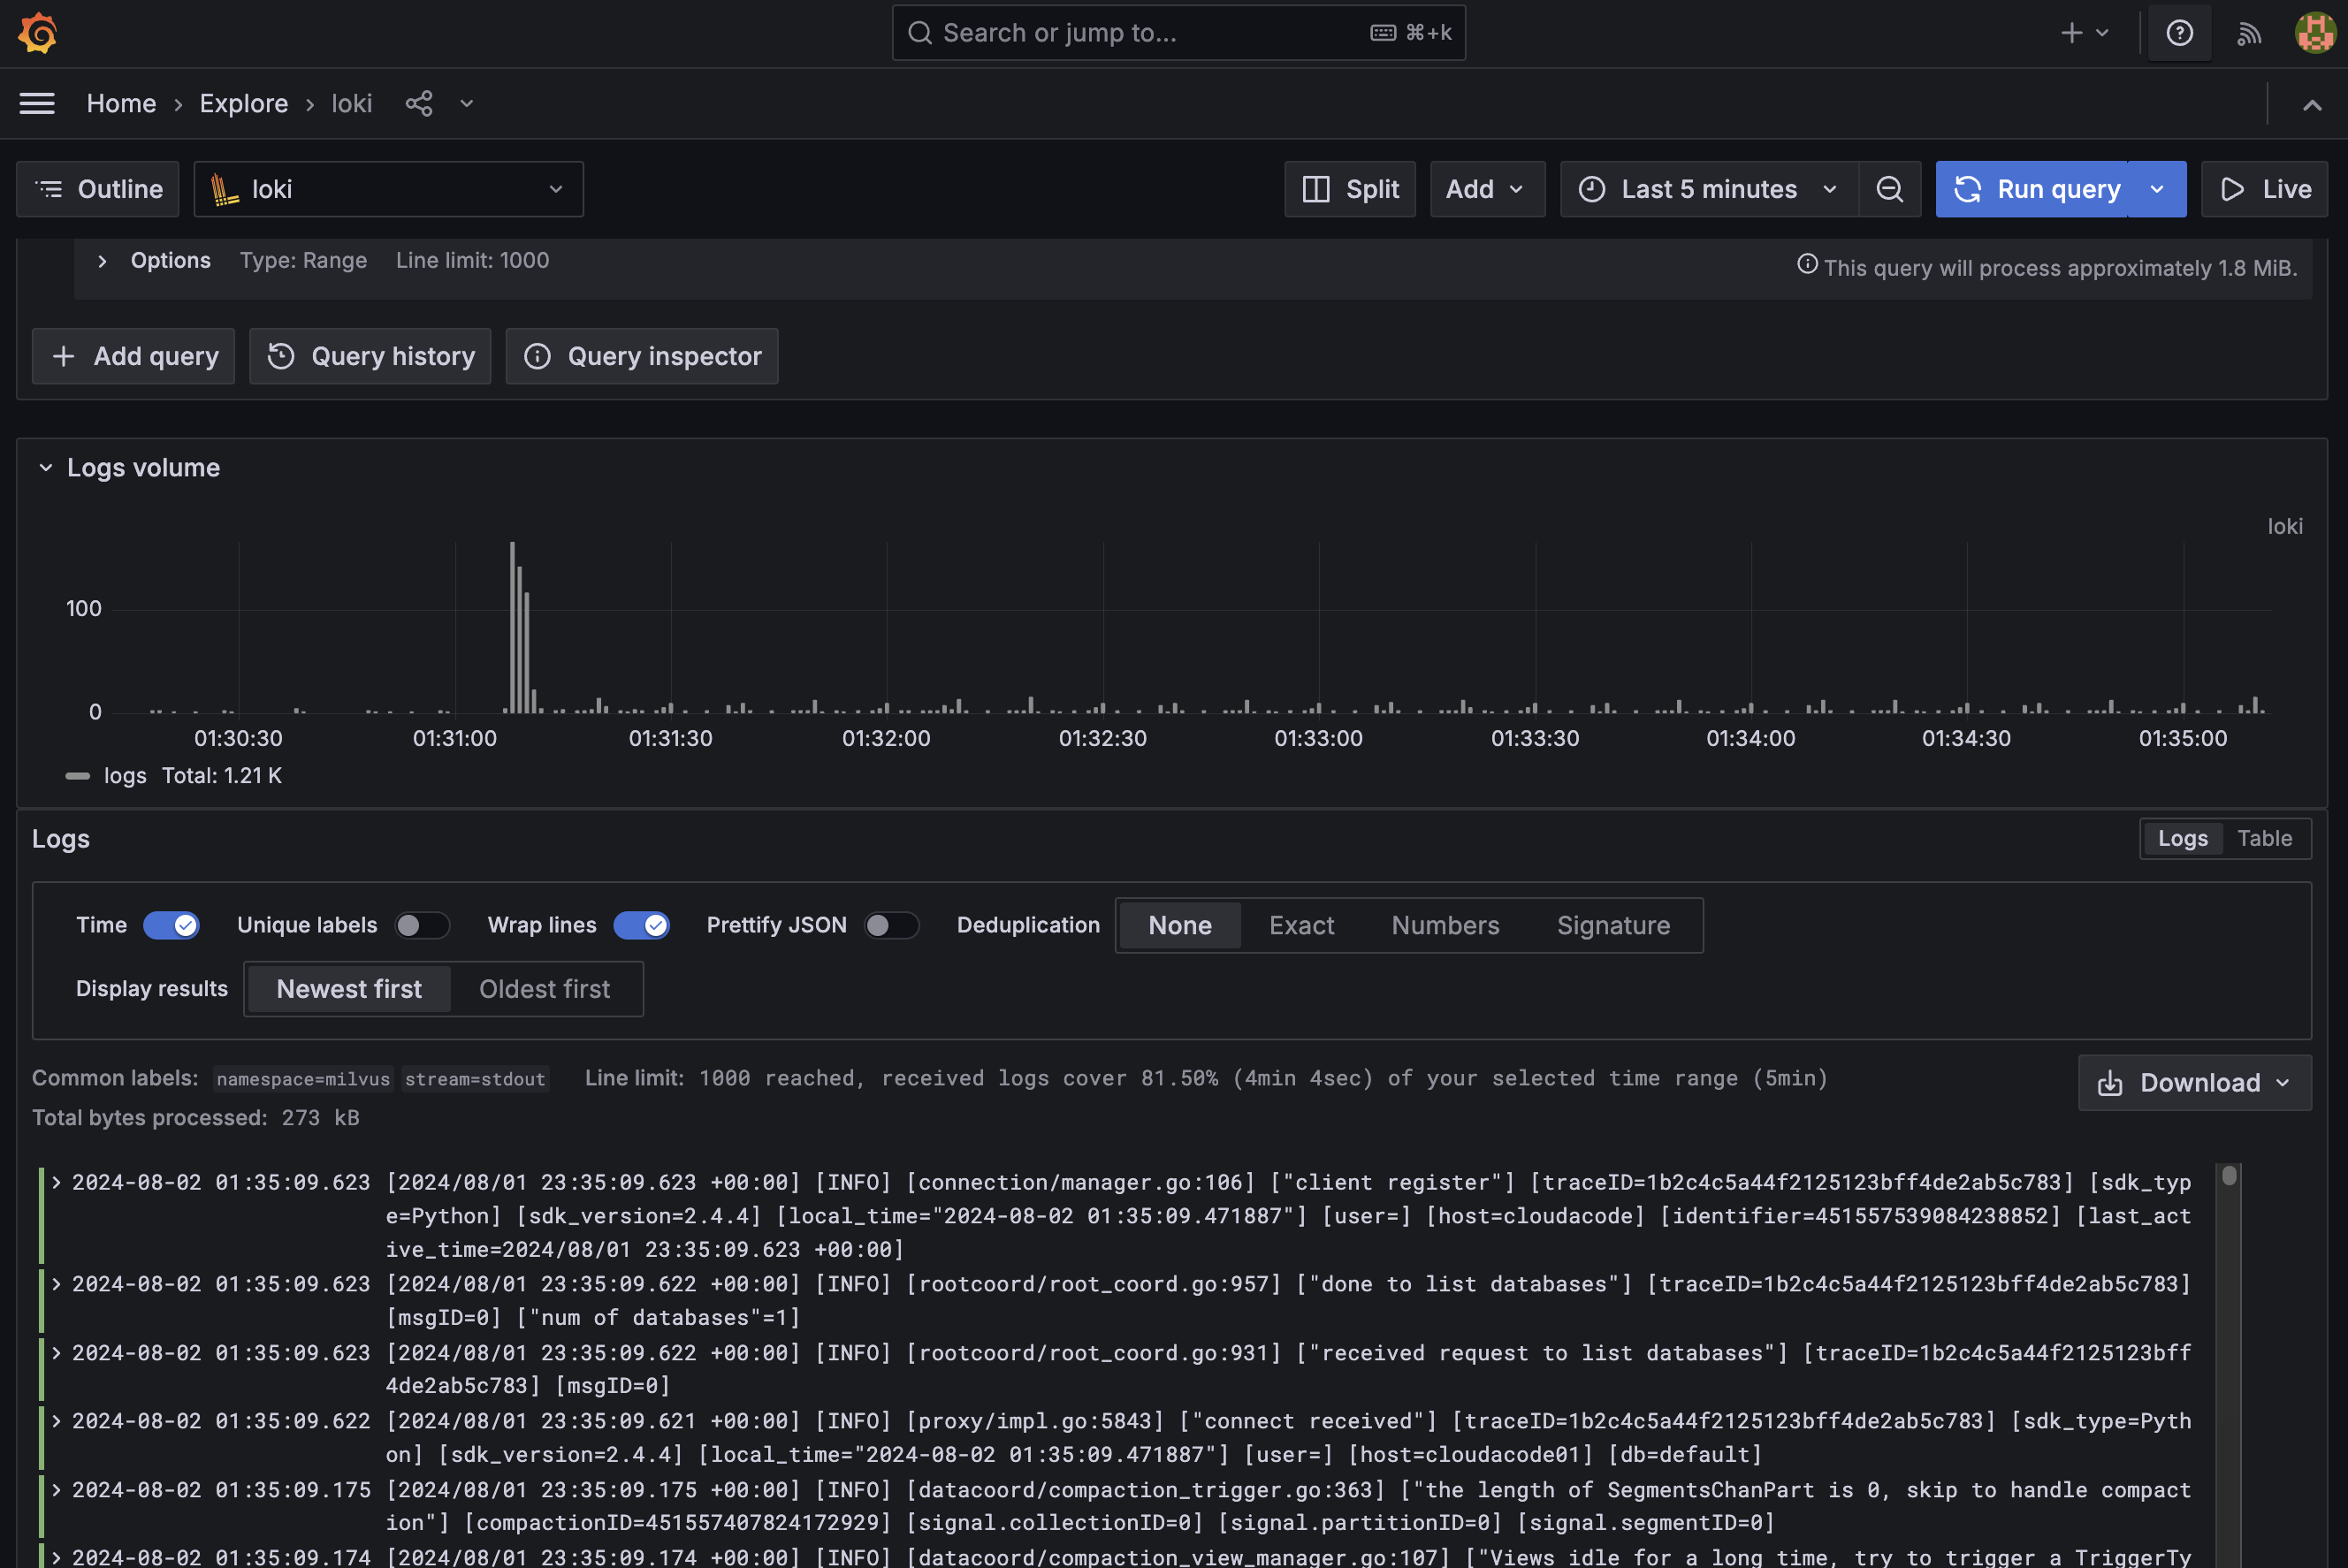 Search or jump to... ⌘+k
Home › Explore › loki
Outline loki Split Add Last 5 minutes Run query Live
Options Type: Range Line limit: 1000 This query will process approximately 1.8 MiB.
Add query Query history Query inspector
Logs volume
loki
100
0
01:30:30 01:31:00 01:31:30 01:32:00 01:32:30 01:33:00 01:33:30 01:34:00 01:34:30 01:35:00
logs Total: 1.21 K
Logs Logs Table
Time Unique labels Wrap lines Prettify JSON Deduplication None Exact Numbers Signature
Display results Newest first Oldest first
Common labels: namespace=milvus stream=stdout Line limit: 1000 reached, received logs cover 81.50% (4min 4sec) of your selected time range (5min) Download
Total bytes processed: 273 kB
2024-08-02 01:35:09.623 [2024/08/01 23:35:09.623 +00:00] [INFO] [connection/manager.go:106] ["client register"] [traceID=1b2c4c5a44f2125123bff4de2ab5c783] [sdk_typ
e=Python] [sdk_version=2.4.4] [local_time="2024-08-02 01:35:09.471887"] [user=] [host=cloudacode] [identifier=451557539084238852] [last_act
ive_time=2024/08/01 23:35:09.623 +00:00]
2024-08-02 01:35:09.623 [2024/08/01 23:35:09.622 +00:00] [INFO] [rootcoord/root_coord.go:957] ["done to list databases"] [traceID=1b2c4c5a44f2125123bff4de2ab5c783]
[msgID=0] ["num of databases"=1]
2024-08-02 01:35:09.623 [2024/08/01 23:35:09.622 +00:00] [INFO] [rootcoord/root_coord.go:931] ["received request to list databases"] [traceID=1b2c4c5a44f2125123bff
4de2ab5c783] [msgID=0]
2024-08-02 01:35:09.622 [2024/08/01 23:35:09.621 +00:00] [INFO] [proxy/impl.go:5843] ["connect received"] [traceID=1b2c4c5a44f2125123bff4de2ab5c783] [sdk_type=Pyth
on] [sdk_version=2.4.4] [local_time="2024-08-02 01:35:09.471887"] [user=] [host=cloudacode01] [db=default]
2024-08-02 01:35:09.175 [2024/08/01 23:35:09.175 +00:00] [INFO] [datacoord/compaction_trigger.go:363] ["the length of SegmentsChanPart is 0, skip to handle compact
ion"] [compactionID=451557407824172929] [signal.collectionID=0] [signal.partitionID=0] [signal.segmentID=0]
2024-08-02 01:35:09.174 [2024/08/01 23:35:09.174 +00:00] [INFO] [datacoord/compaction_view_manager.go:107] ["Views idle for a long time, try to trigger a TriggerTy